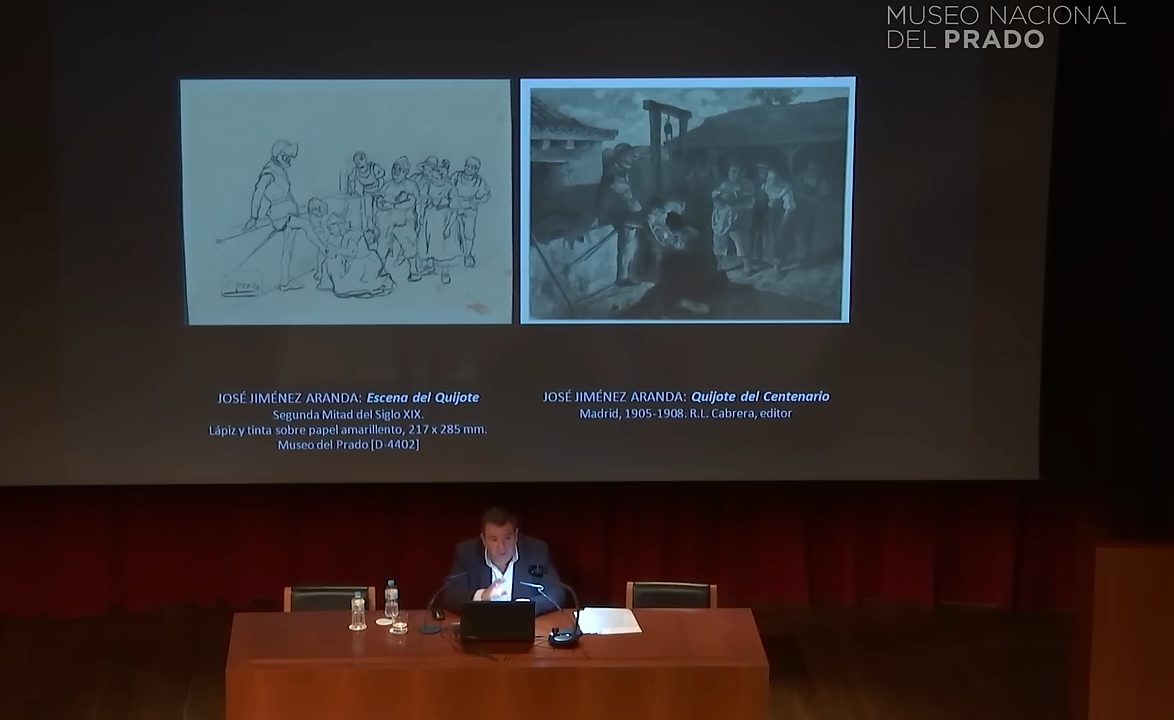 MUSEO NACIONAL
DEL PRADO
JOSÉ JIMÉNEZ ARANDA: Escena del Quijote
Segunda Mitad del Siglo XIX.
Lápiz y tinta sobre papel amarillento, 217 x 285 mm.
Museo del Prado [D-4402]
JOSÉ JIMÉNEZ ARANDA: Quijote del Centenario
Madrid, 1905-1908. R.L. Cabrera, editor